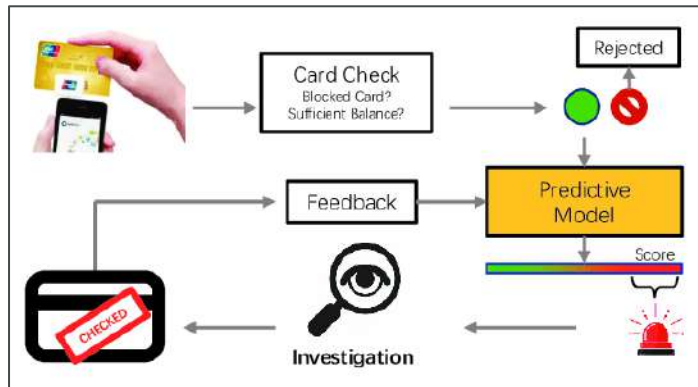 Rejected
Card Check
Blocked Card?
Sufficient Balance?
Feedback
Predictive
Model
Score
CHECKED
Investigation